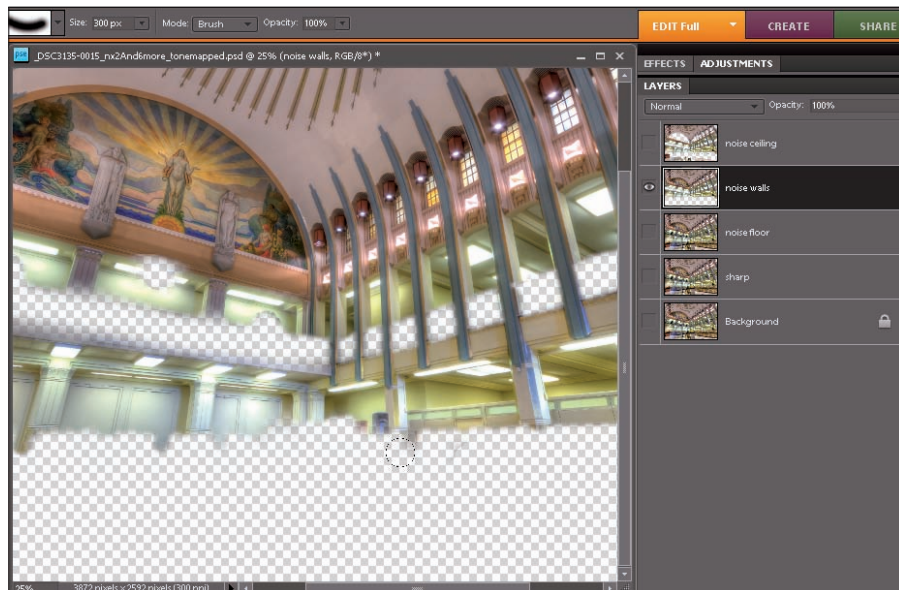 Size: 300 px Mode: Brush Opacity: 100%
EDIT Full CREATE SHARE
pse _DSC3135-0015_nx2And6more_tonemapped.psd @ 25% (noise walls, RGB/8*) *
EFFECTS ADJUSTMENTS
LAYERS
Normal Opacity: 100%
noise ceiling
noise walls
noise floor
sharp
Background
25% 3872 pixels x 2592 pixels (300 ppi)